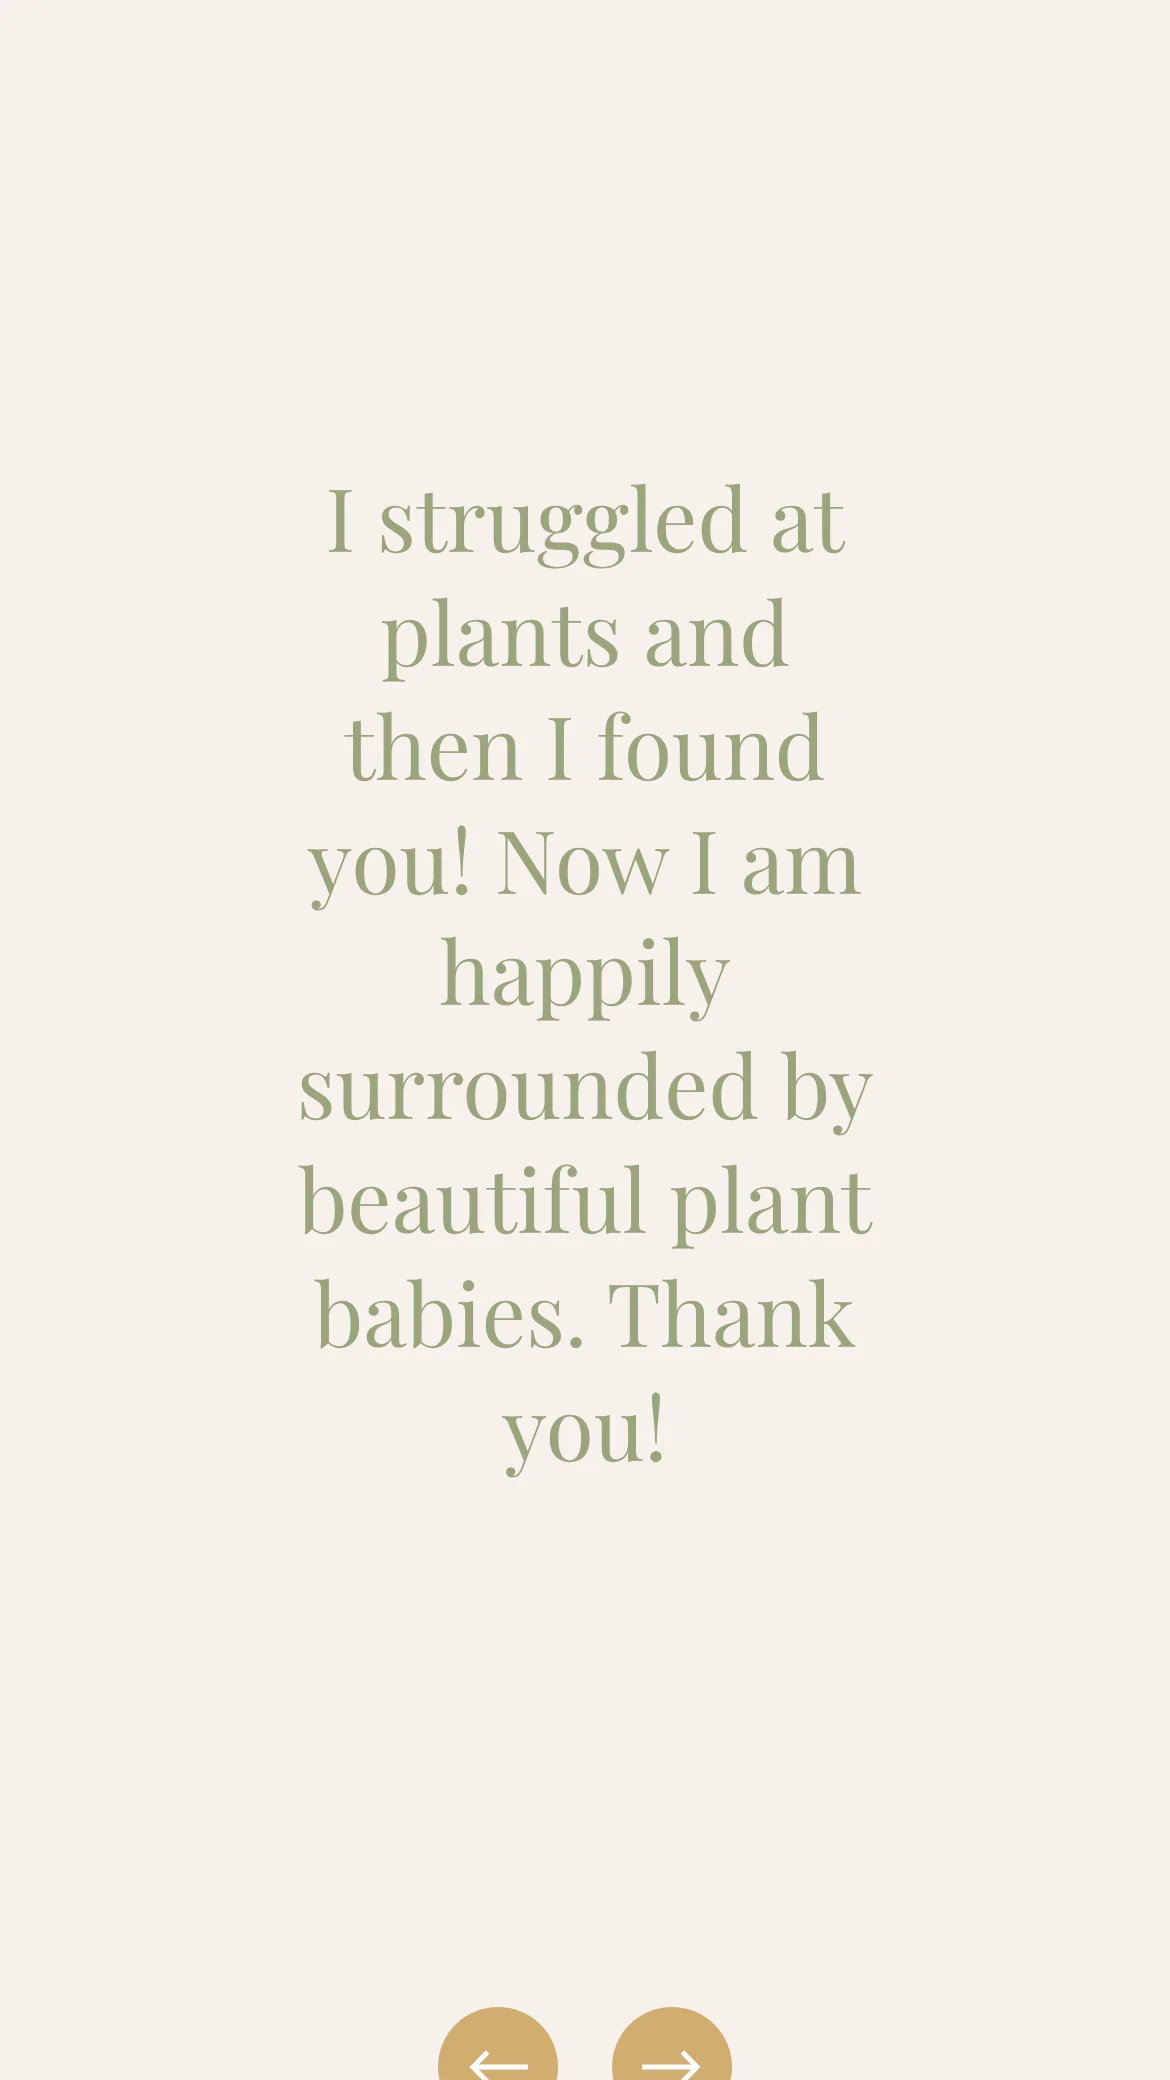 I struggled at
plants and
then I found
you! Now I am
happily
surrounded by
beautiful plant
babies. Thank
you!